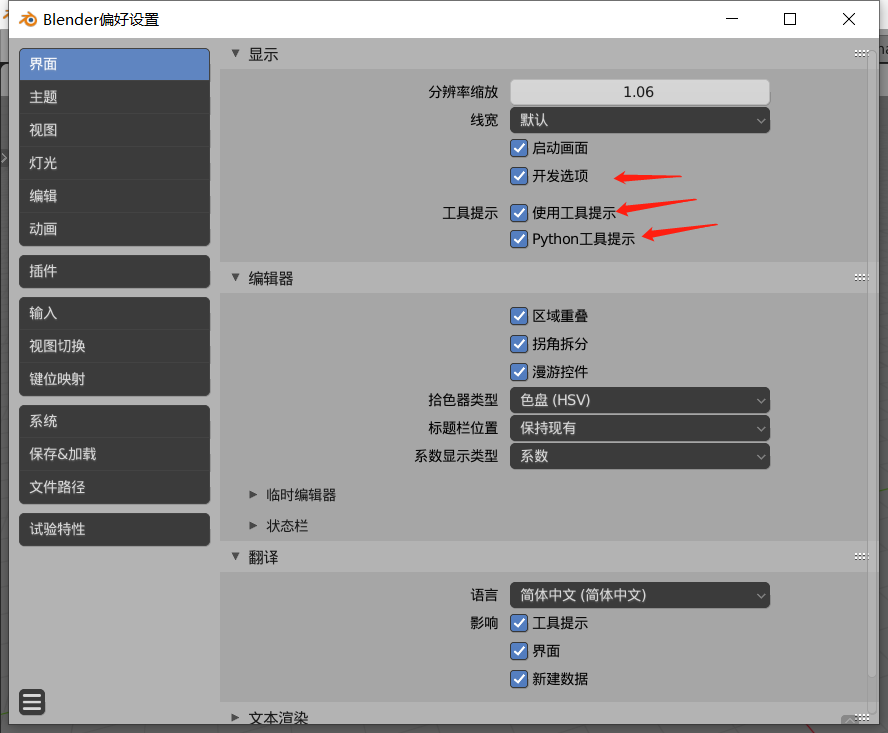 Blender偏好设置
界面
主题
视图
灯光
编辑
动画
插件
输入
视图切换
键位映射
系统
保存&加载
文件路径
试验特性
显示
分辨率缩放 1.06
线宽 默认
启动画面
开发选项
工具提示 使用工具提示
Python工具提示
编辑器
区域重叠
拐角拆分
漫游控件
拾色器类型 色盘 (HSV)
标题栏位置 保持现有
系数显示类型 系数
临时编辑器
状态栏
翻译
语言 简体中文 (简体中文)
影响 工具提示
界面
新建数据
文本渲染